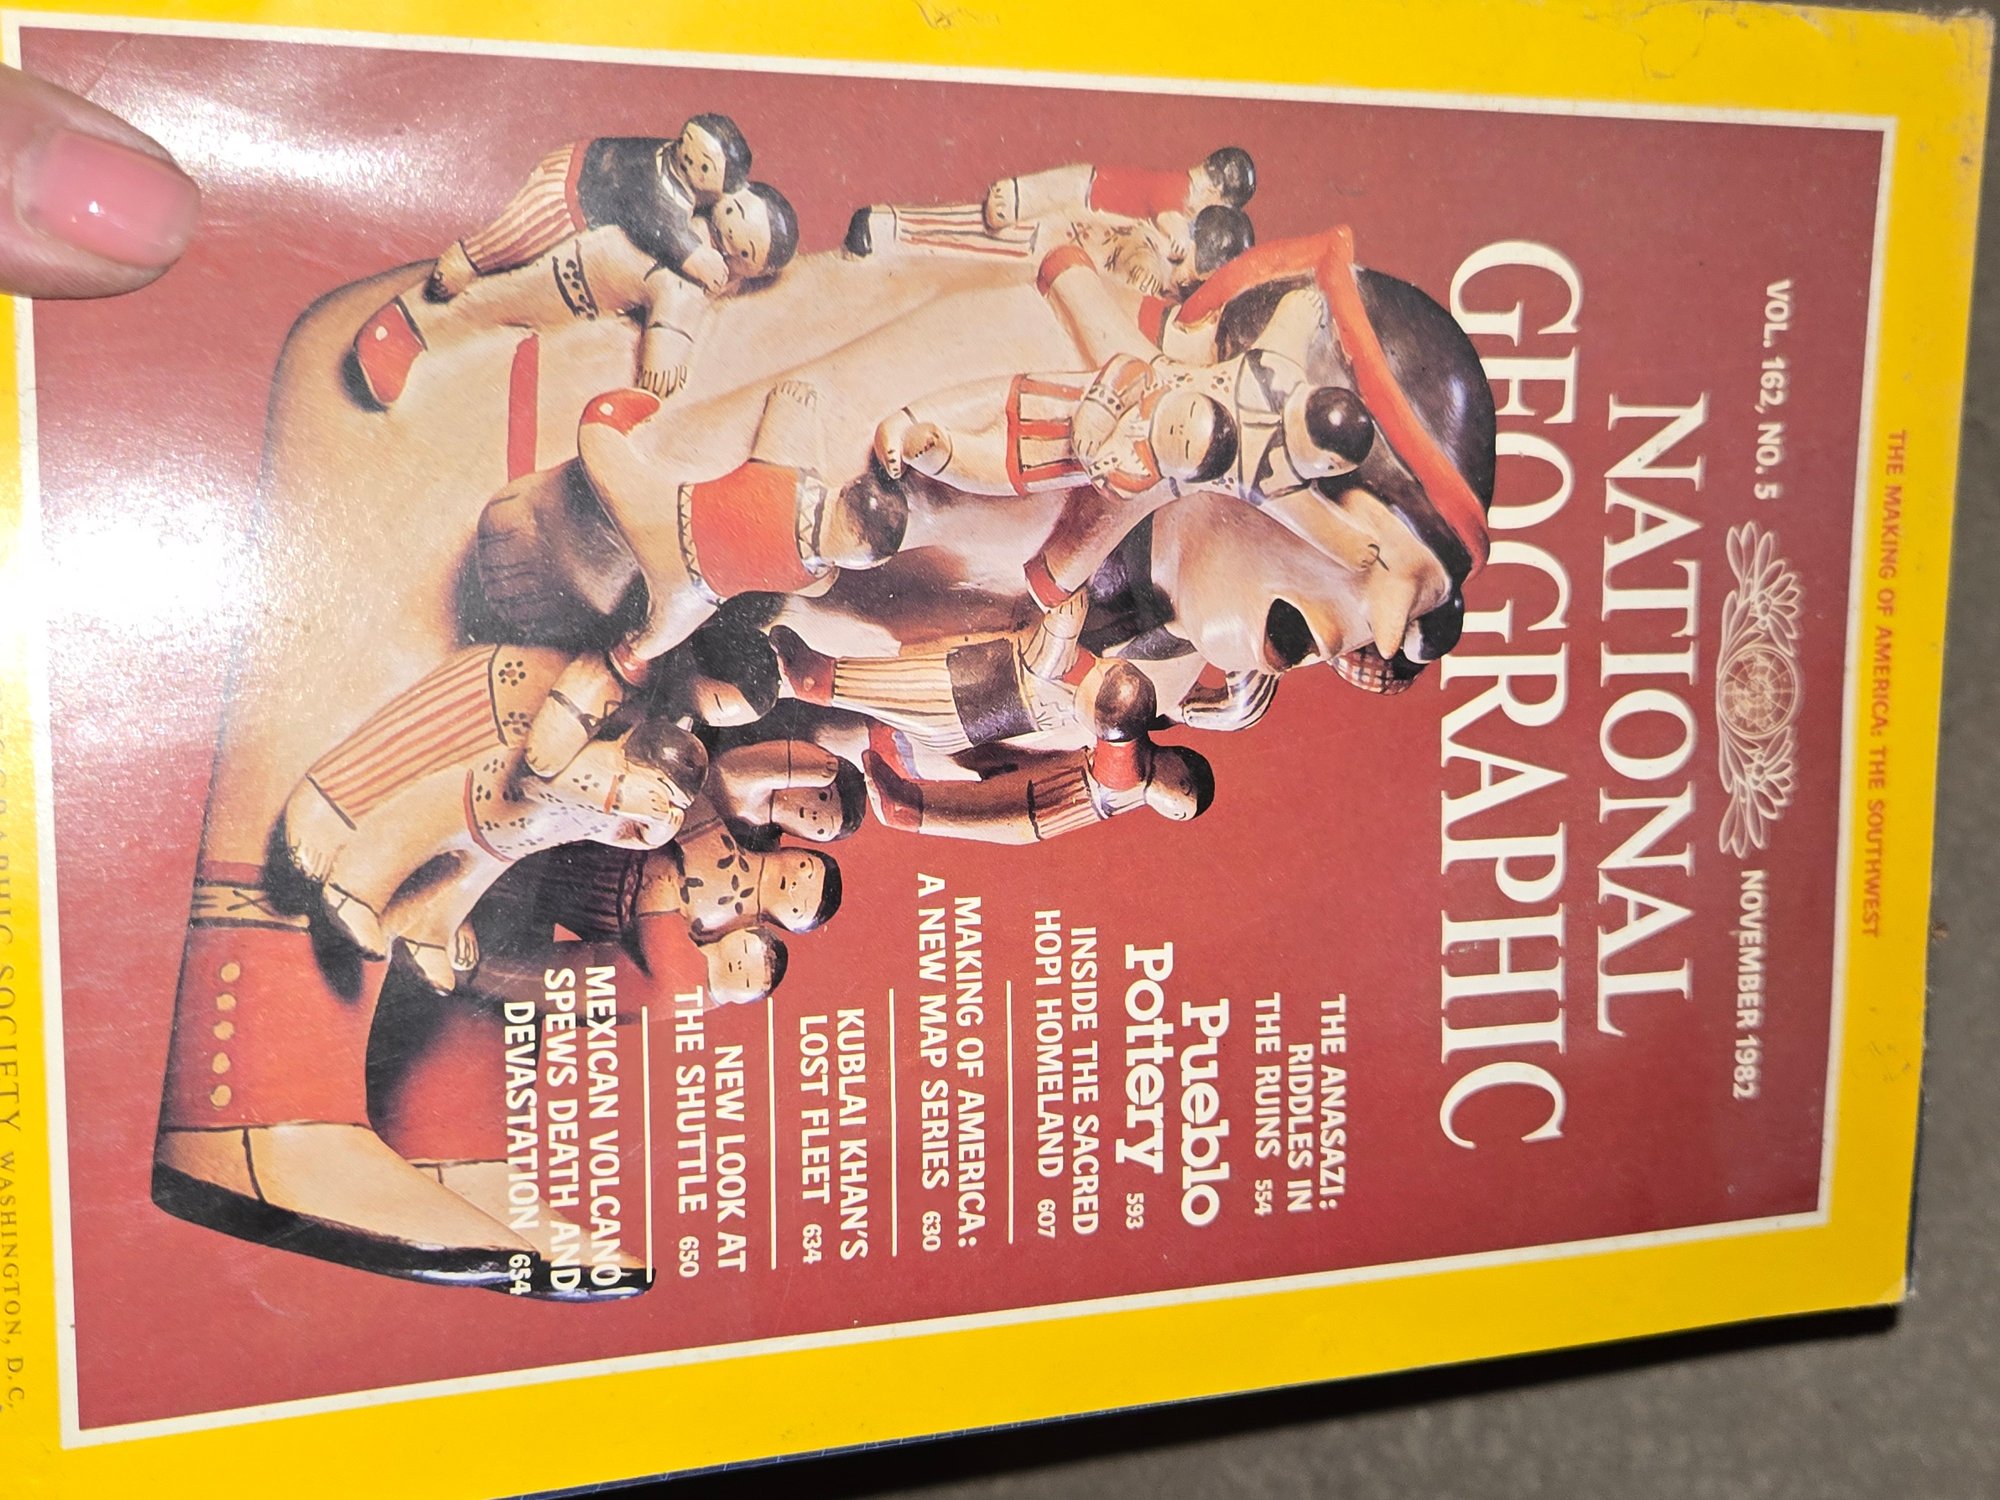 THE MAKING OF AMERICA: THE SOUTHWEST
VOL. 162, NO. 5 NOVEMBER 1982
NATIONAL
GEOGRAPHIC
THE ANASAZI:
RIDDLES IN
THE RUINS 554
Pueblo
Pottery 593
INSIDE THE SACRED
HOPI HOMELAND 607
MAKING OF AMERICA:
A NEW MAP SERIES 630
KUBLAI KHAN'S
LOST FLEET 634
NEW LOOK AT
THE SHUTTLE 650
MEXICAN VOLCANO
SPEWS DEATH AND
DEVASTATION 654
SOCIETY WASHINGTON, D.C.